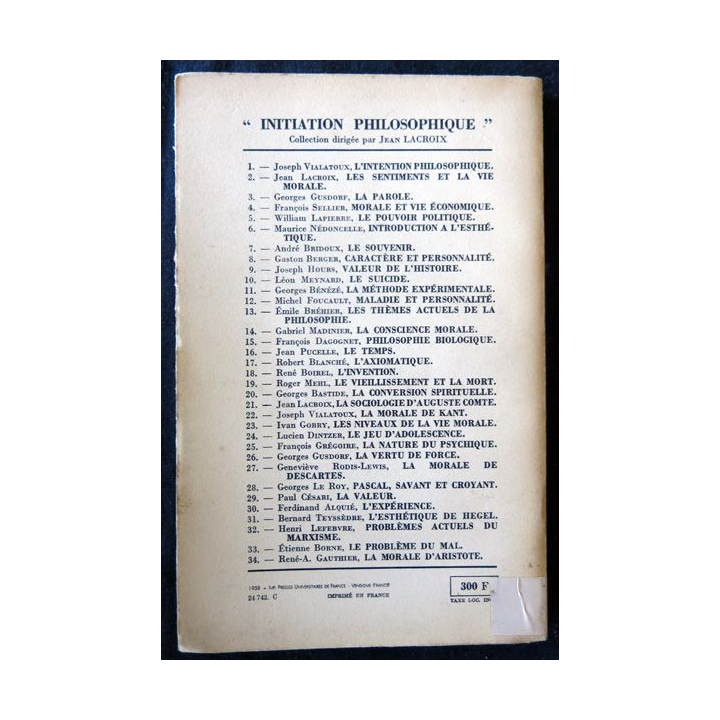 “ INITIATION PHILOSOPHIQUE ”
Collection dirigée par JEAN LACROIX
1. — Joseph VIALATOUX, L'INTENTION PHILOSOPHIQUE.
2. — Jean LACROIX, LES SENTIMENTS ET LA VIE
MORALE.
3. — Georges GUSDORF, LA PAROLE.
4. — François SELLIER, MORALE ET VIE ÉCONOMIQUE.
5. — William LAPIERRE, LE POUVOIR POLITIQUE.
6. — Maurice NÉDONCELLE, INTRODUCTION A L'ESTHÉ-
TIQUE.
7. — André BRIDOUX, LE SOUVENIR.
8. — Gaston BERGER, CARACTÈRE ET PERSONNALITÉ.
9. — Joseph HOURS, VALEUR DE L'HISTOIRE.
10. — Léon MEYNARD, LE SUICIDE.
11. — Georges BÉNÉZÉ, LA MÉTHODE EXPÉRIMENTALE.
12. — Michel FOUCAULT, MALADIE ET PERSONNALITÉ.
13. — Émile BRÉHIER, LES THÈMES ACTUELS DE LA
PHILOSOPHIE.
14. — Gabriel MADINIER, LA CONSCIENCE MORALE.
15. — François DAGOGNET, PHILOSOPHIE BIOLOGIQUE.
16. — Jean PUCELLE, LE TEMPS.
17. — Robert BLANCHÉ, L'AXIOMATIQUE.
18. — René BOIREL, L'INVENTION.
19. — Roger MEHL, LE VIEILLISSEMENT ET LA MORT.
20. — Georges BASTIDE, LA CONVERSION SPIRITUELLE.
21. — Jean LACROIX, LA SOCIOLOGIE D'AUGUSTE COMTE.
22. — Joseph VIALATOUX, LA MORALE DE KANT.
23. — Ivan GOBRY, LES NIVEAUX DE LA VIE MORALE.
24. — Lucien DINTZER, LE JEU D'ADOLESCENCE.
25. — François GRÉGOIRE, LA NATURE DU PSYCHIQUE.
26. — Georges GUSDORF, LA VERTU DE FORCE.
27. — Geneviève RODIS-LEWIS, LA MORALE DE
DESCARTES.
28. — Georges LE ROY, PASCAL, SAVANT ET CROYANT.
29. — Paul CÉSARI, LA VALEUR.
30. — Ferdinand ALQUIÉ, L'EXPÉRIENCE.
31. — Bernard TEYSSÈDRE, L'ESTHÉTIQUE DE HEGEL.
32. — Henri LEFEBVRE, PROBLÈMES ACTUELS DU
MARXISME.
33. — Étienne BORNE, LE PROBLÈME DU MAL.
34. — René-A. GAUTHIER, LA MORALE D'ARISTOTE.
1958 - IMP. PRESSES UNIVERSITAIRES DE FRANCE - VENDOME (FRANCE)
24 742. C IMPRIMÉ EN FRANCE
300 F
TAXE LOC.